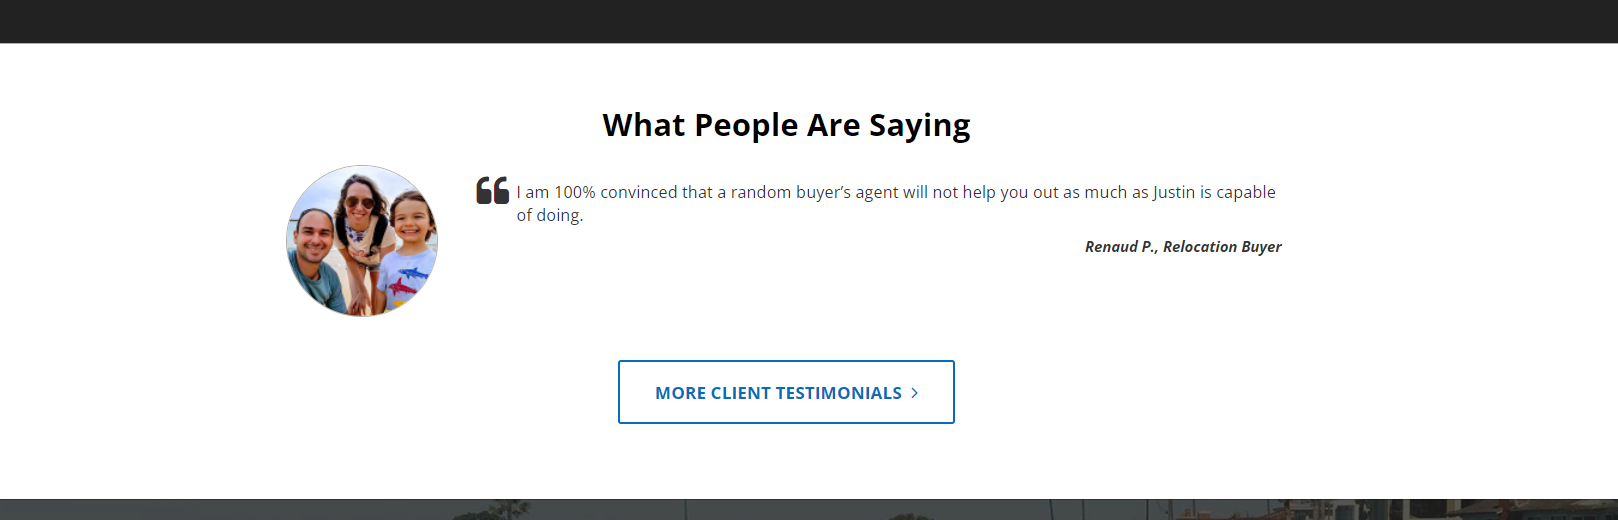 What People Are Saying
I am 100% convinced that a random buyer’s agent will not help you out as much as Justin is capable
of doing.
Renaud P., Relocation Buyer
MORE CLIENT TESTIMONIALS >